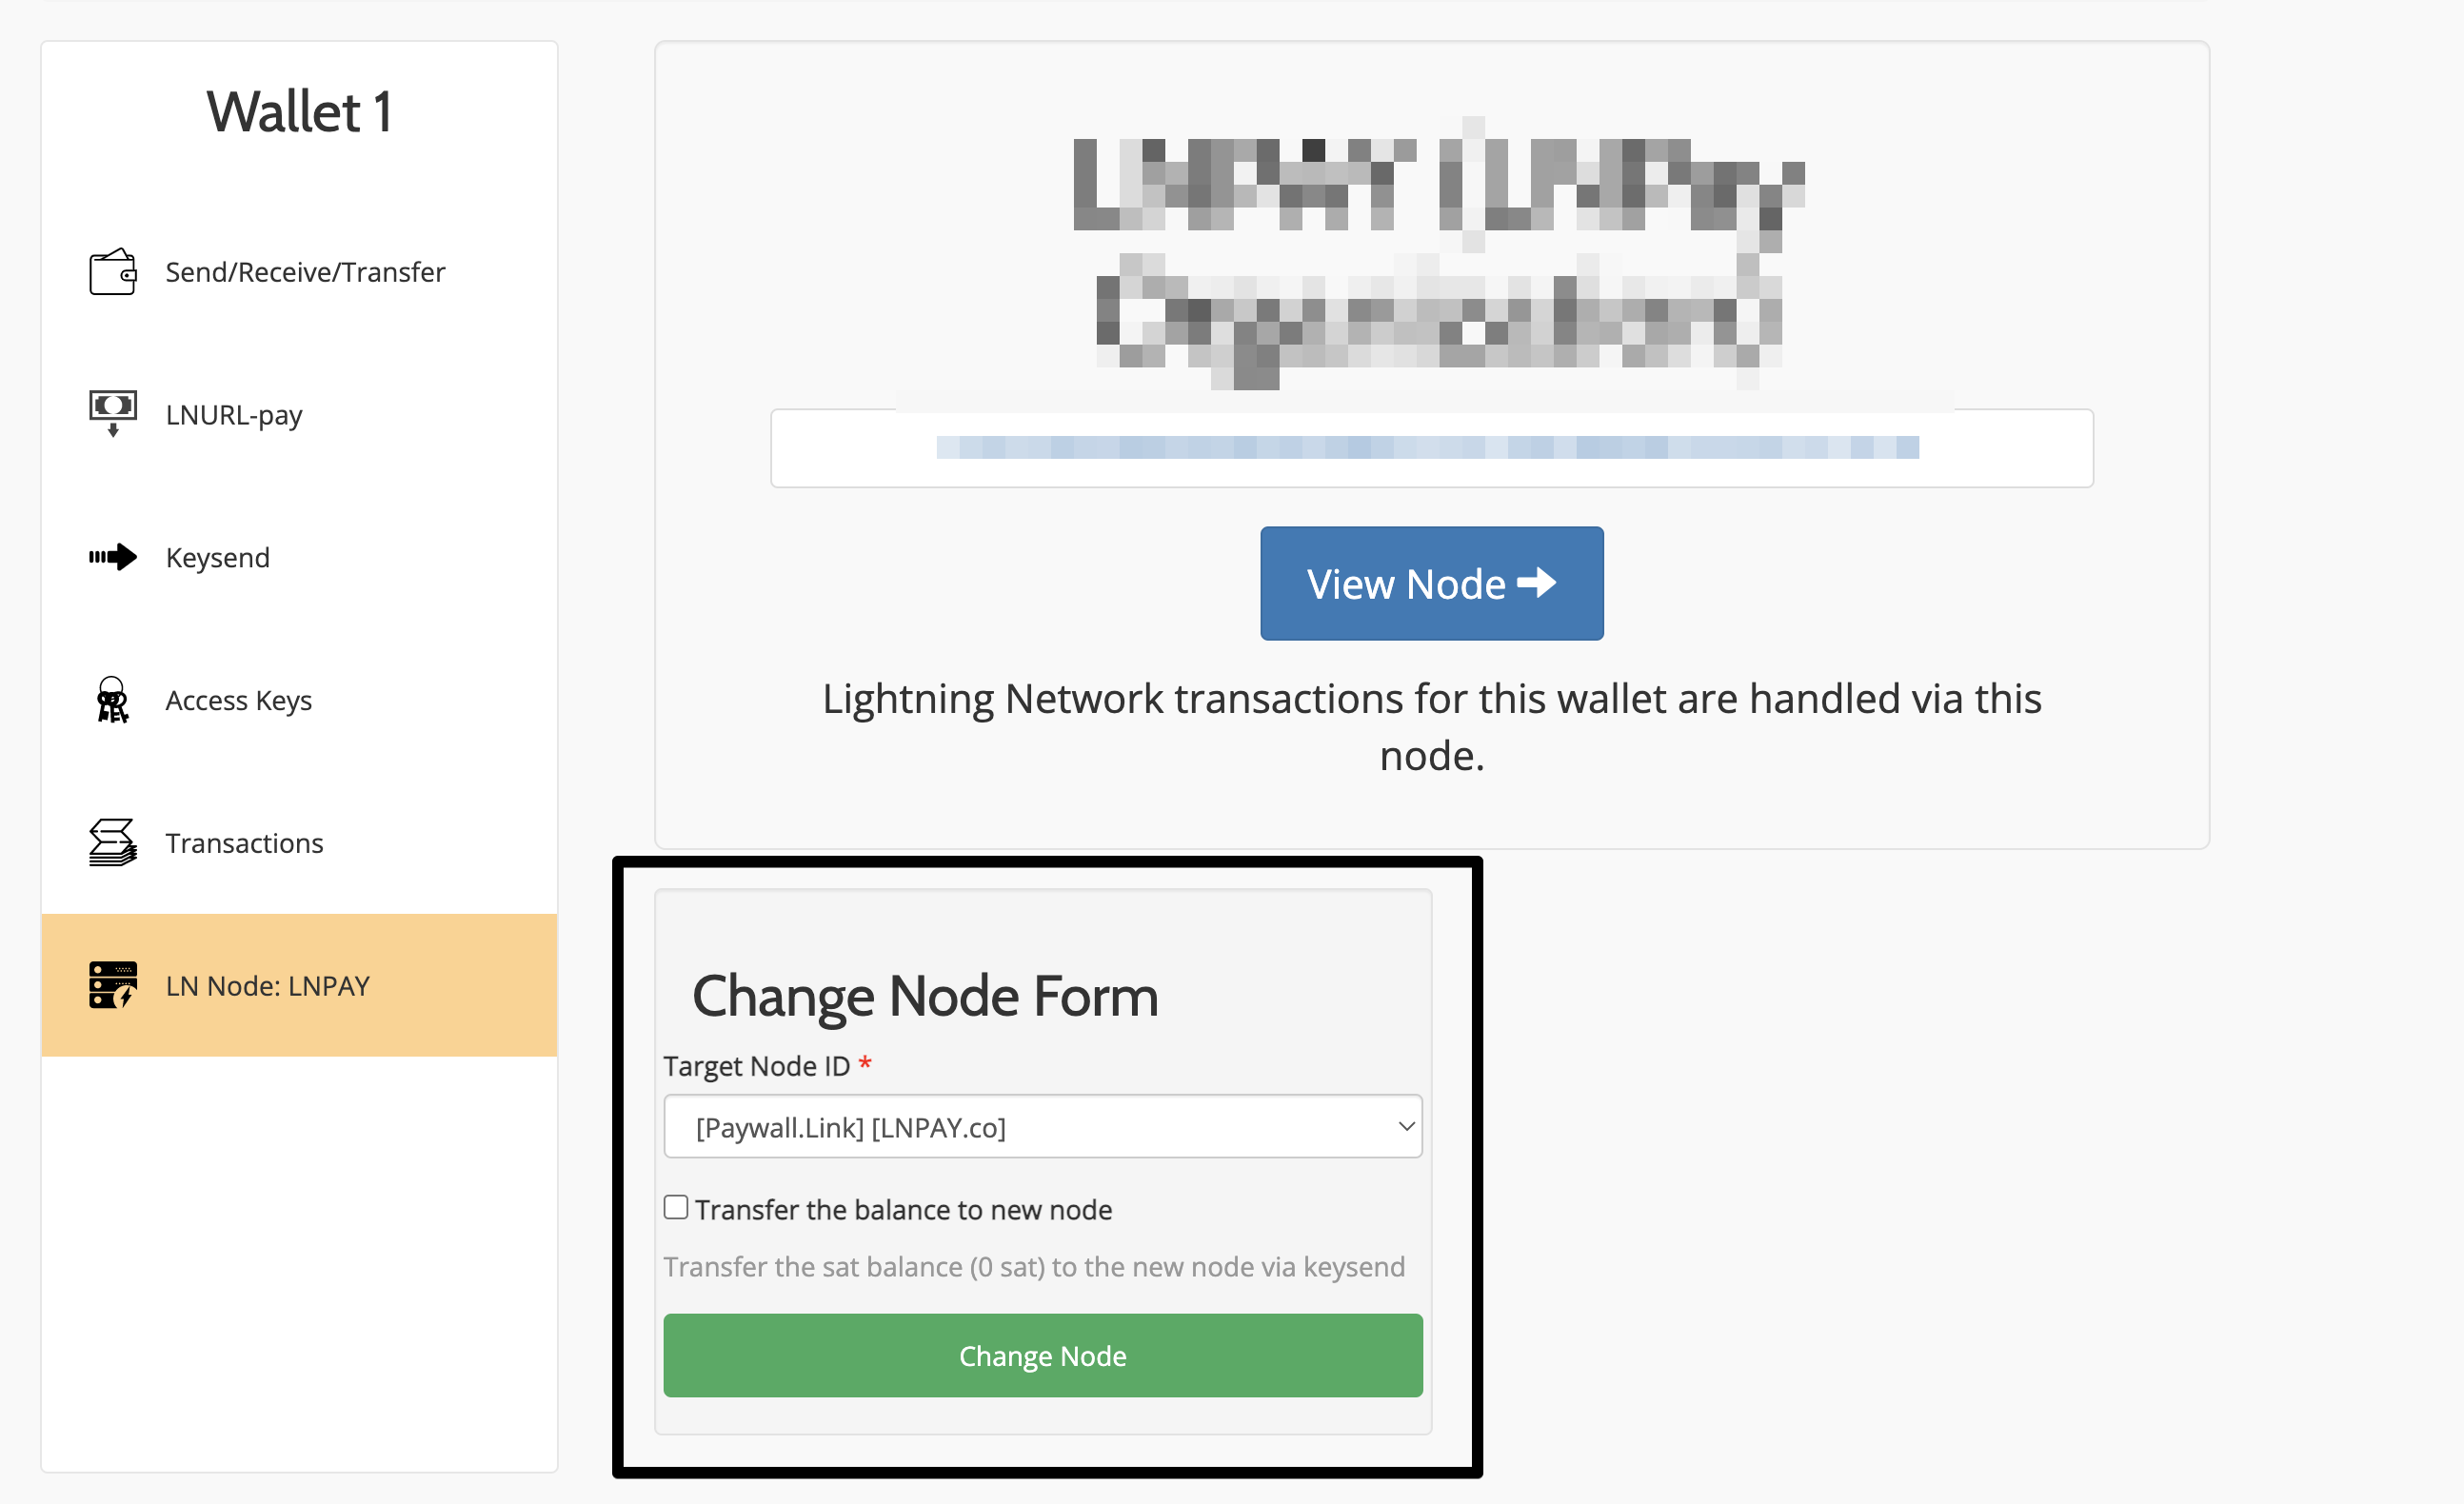 Wallet 1
Send/Receive/Transfer
LNURL-pay
Keysend
Access Keys
Transactions
LN Node: LNPAY
View Node
Lightning Network transactions for this wallet are handled via this
node.
Change Node Form
Target Node ID *
[Paywall.Link] [LNPAY.co]
Transfer the balance to new node
Transfer the sat balance (0 sat) to the new node via keysend
Change Node